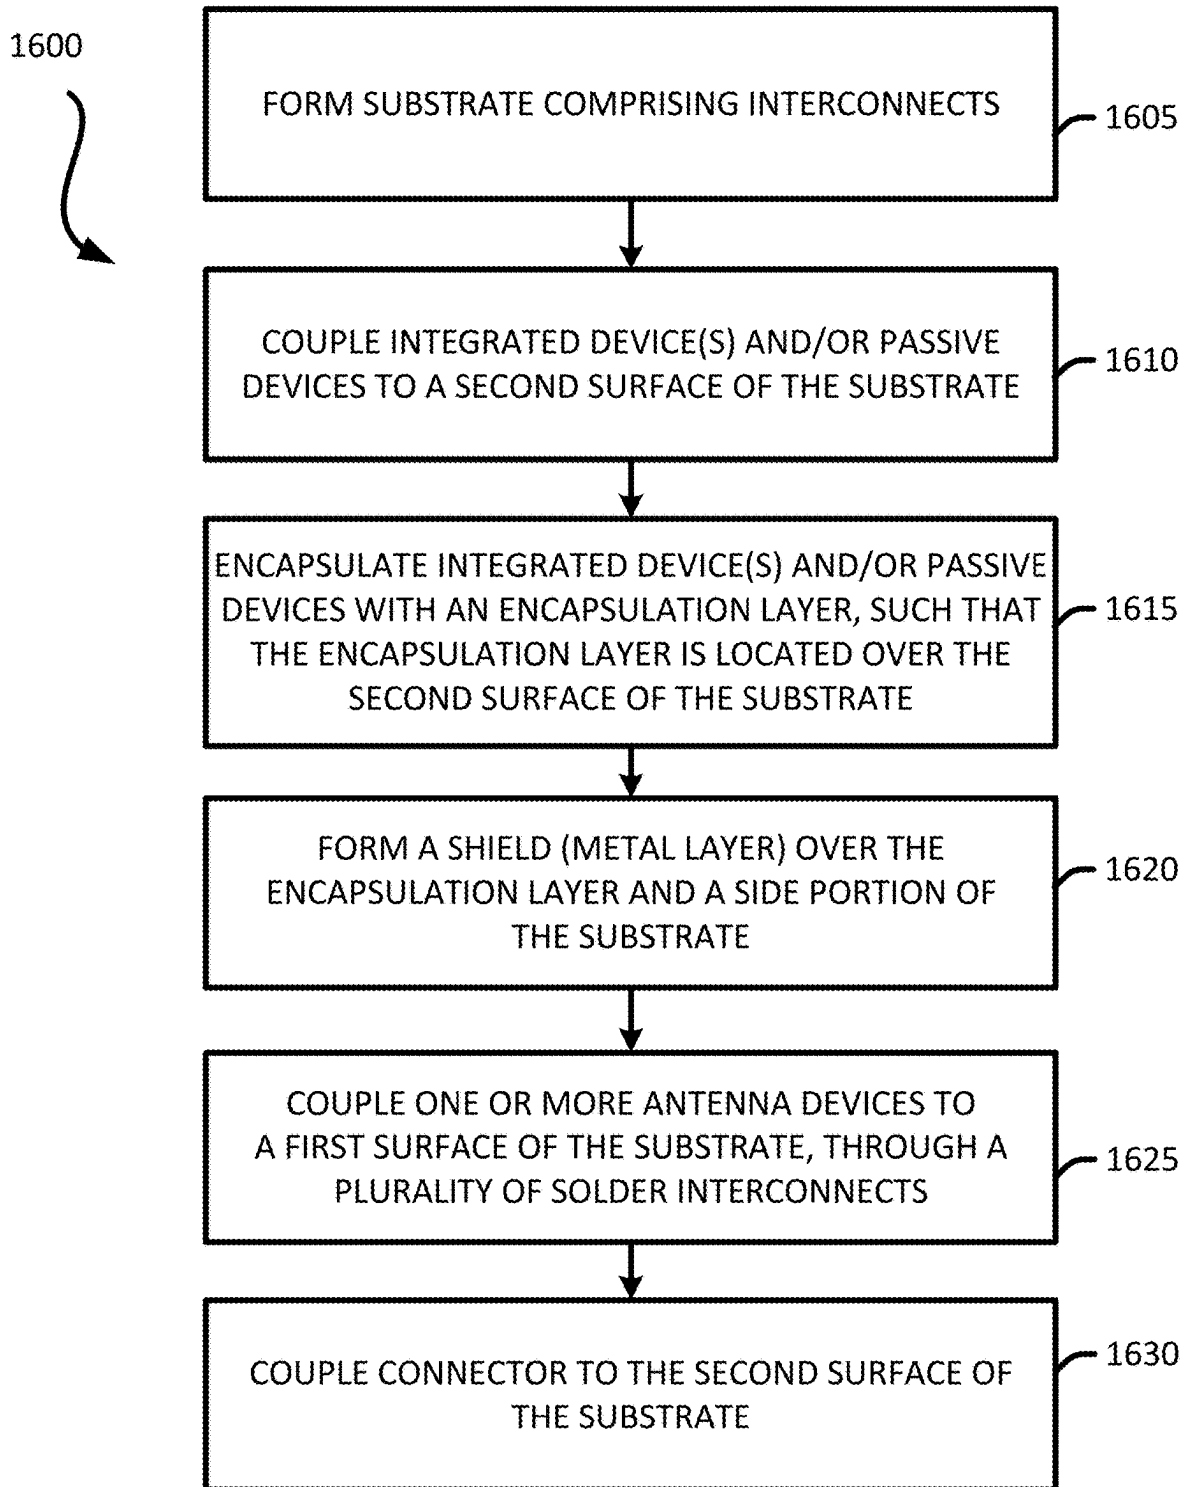 1600
FORM SUBSTRATE COMPRISING INTERCONNECTS
1605
COUPLE INTEGRATED DEVICE(S) AND/OR PASSIVE
DEVICES TO A SECOND SURFACE OF THE SUBSTRATE
1610
ENCAPSULATE INTEGRATED DEVICE(S) AND/OR PASSIVE
DEVICES WITH AN ENCAPSULATION LAYER, SUCH THAT
THE ENCAPSULATION LAYER IS LOCATED OVER THE
SECOND SURFACE OF THE SUBSTRATE
1615
FORM A SHIELD (METAL LAYER) OVER THE
ENCAPSULATION LAYER AND A SIDE PORTION OF
THE SUBSTRATE
1620
COUPLE ONE OR MORE ANTENNA DEVICES TO
A FIRST SURFACE OF THE SUBSTRATE, THROUGH A
PLURALITY OF SOLDER INTERCONNECTS
1625
COUPLE CONNECTOR TO THE SECOND SURFACE OF
THE SUBSTRATE
1630